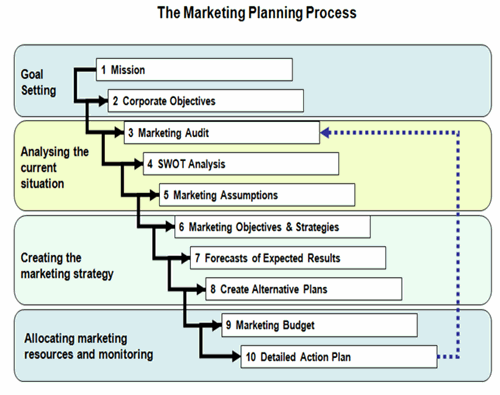 The Marketing Planning Process
Goal
Setting
1 Mission
2 Corporate Objectives
Analysing the
current
situation
3 Marketing Audit
4 SWOT Analysis
5 Marketing Assumptions
Creating the
marketing strategy
6 Marketing Objectives & Strategies
7 Forecasts of Expected Results
8 Create Alternative Plans
Allocating marketing
resources and monitoring
9 Marketing Budget
10 Detailed Action Plan